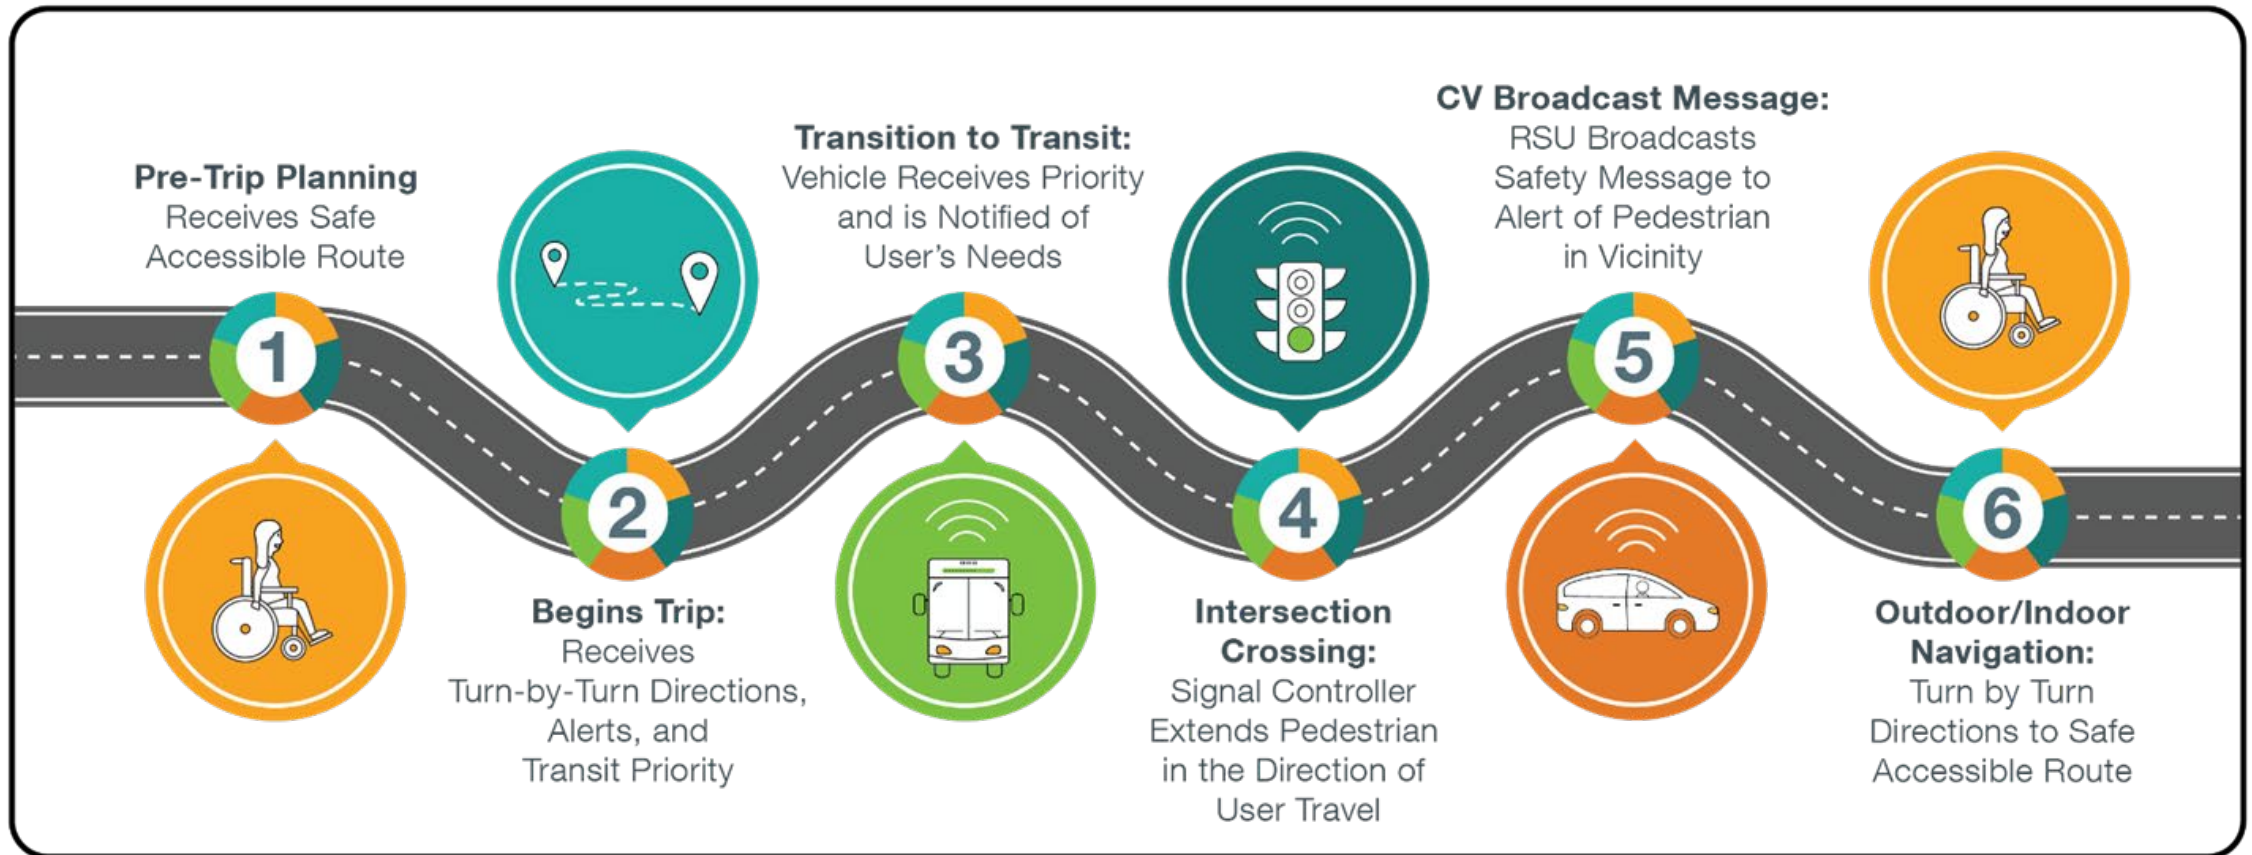 Pre-Trip Planning
Receives Safe
Accessible Route
1
2
Begins Trip:
Receives
Turn-by-Turn Directions,
Alerts, and
Transit Priority
Transition to Transit:
Vehicle Receives Priority
and is Notified of
User's Needs
3
4
Intersection
Crossing:
Signal Controller
Extends Pedestrian
in the Direction of
User Travel
CV Broadcast Message:
RSU Broadcasts
Safety Message to
Alert of Pedestrian
in Vicinity
5
6
Outdoor/Indoor
Navigation:
Turn by Turn
Directions to Safe
Accessible Route